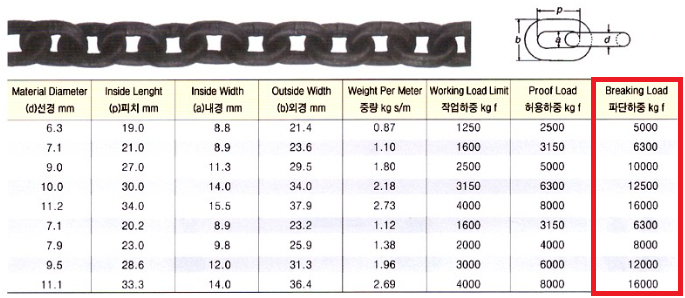 p
b a d
Material Diameter Inside Lenght Inside Width Outside Width Weight Per Meter Working Load Limit Proof Load Breaking Load
(d)선경 mm (p)피치 mm (a)내경 mm (b)외경 mm 중량 kg s/m 작업하중 kg f 허용하중 kg f 파단하중 kg f
6.3 19.0 8.8 21.4 0.87 1250 2500 5000
7.1 21.0 8.9 23.6 1.10 1600 3150 6300
9.0 27.0 11.3 29.5 1.80 2500 5000 10000
10.0 30.0 14.0 34.0 2.18 3150 6300 12500
11.2 34.0 15.5 37.9 2.73 4000 8000 16000
7.1 20.2 8.9 23.2 1.12 1600 3150 6300
7.9 23.0 9.8 25.9 1.38 2000 4000 8000
9.5 28.6 12.0 31.3 1.96 3000 6000 12000
11.1 33.3 14.0 36.4 2.69 4000 8000 16000